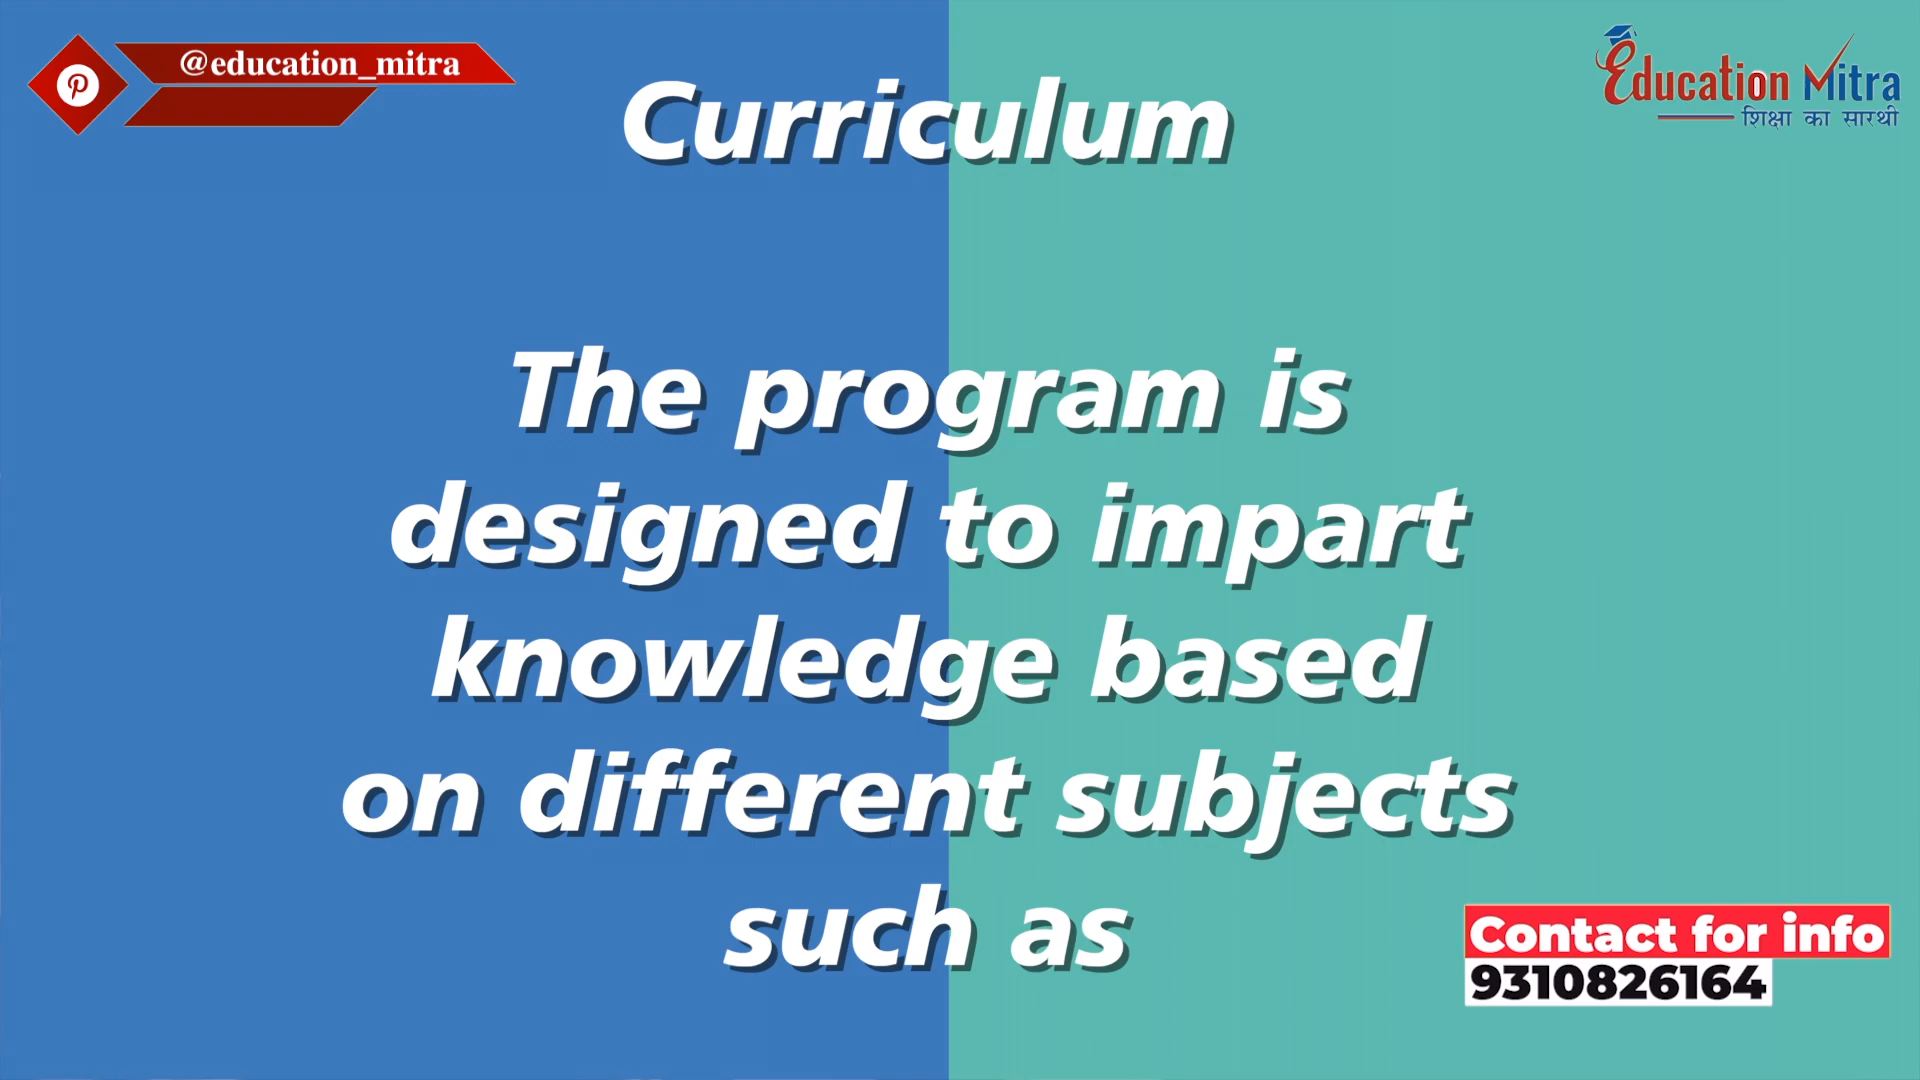 @education_mitra
Education Mitra
शिक्षा का सारथी
Curriculum
The program is
designed to impart
knowledge based
on different subjects
such as
Contact for info
9310826164